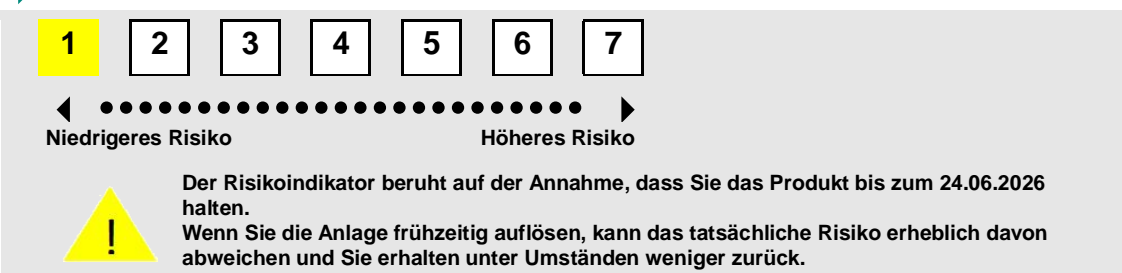 1 2 3 4 5 6 7
Niedrigeres Risiko Höheres Risiko
!
Der Risikoindikator beruht auf der Annahme, dass Sie das Produkt bis zum 24.06.2026
halten.
Wenn Sie die Anlage frühzeitig auflösen, kann das tatsächliche Risiko erheblich davon
abweichen und Sie erhalten unter Umständen weniger zurück.